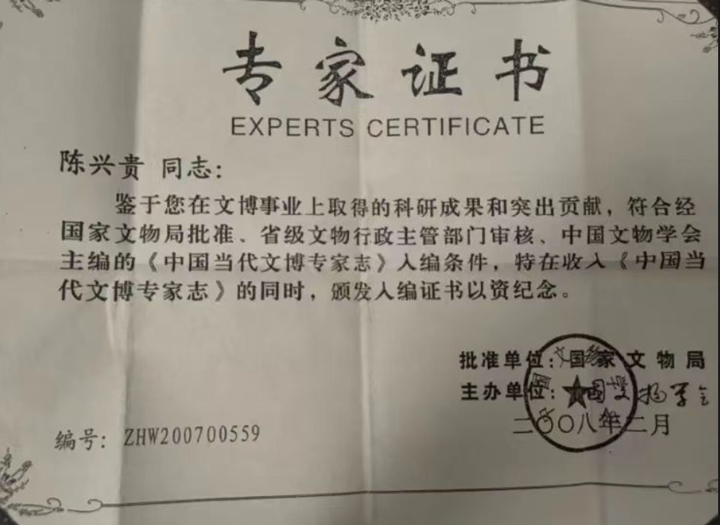 专家证书
EXPERTS CERTIFICATE
陈兴贵 同志:
鉴于您在文博事业上取得的科研成果和突出贡献,符合经
国家文物局批准、省级文物行政主管部门审核、中国文物学会
主编的《中国当代文博专家志》入编条件,特在收入《中国当
代文博专家志》的同时,颁发入编证书以资纪念。
批准单位:国家文物局
主办单位:中国文物学会
二〇〇八年二月
编号: ZHW200700559